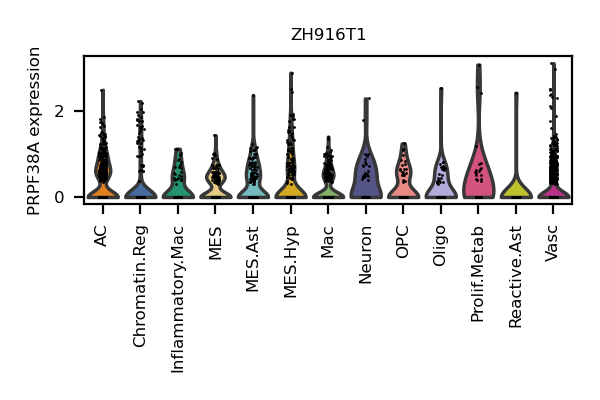 ZH916T1
PRPF38A expression
2
0
AC
Chromatin.Reg
Inflammatory.Mac
MES
MES.Ast
MES.Hyp
Mac
Neuron
OPC
Oligo
Prolif.Metab
Reactive.Ast
Vasc